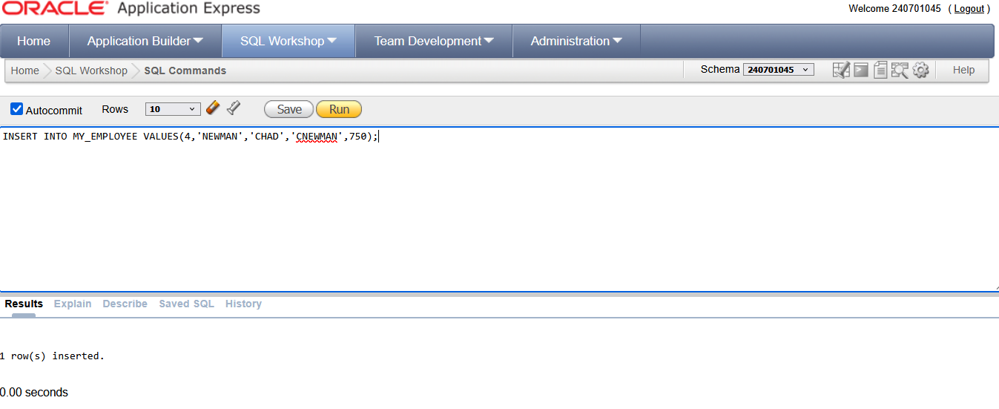 ORACLE Application Express
Welcome 240701045 ( Logout )
Home Application Builder SQL Workshop Team Development Administration
Home SQL Workshop SQL Commands Schema 240701045 Help
Autocommit Rows 10 Save Run
INSERT INTO MY_EMPLOYEE VALUES(4,'NEWMAN','CHAD','CNEWMAN',750);
Results Explain Describe Saved SQL History
1 row(s) inserted.
0.00 seconds